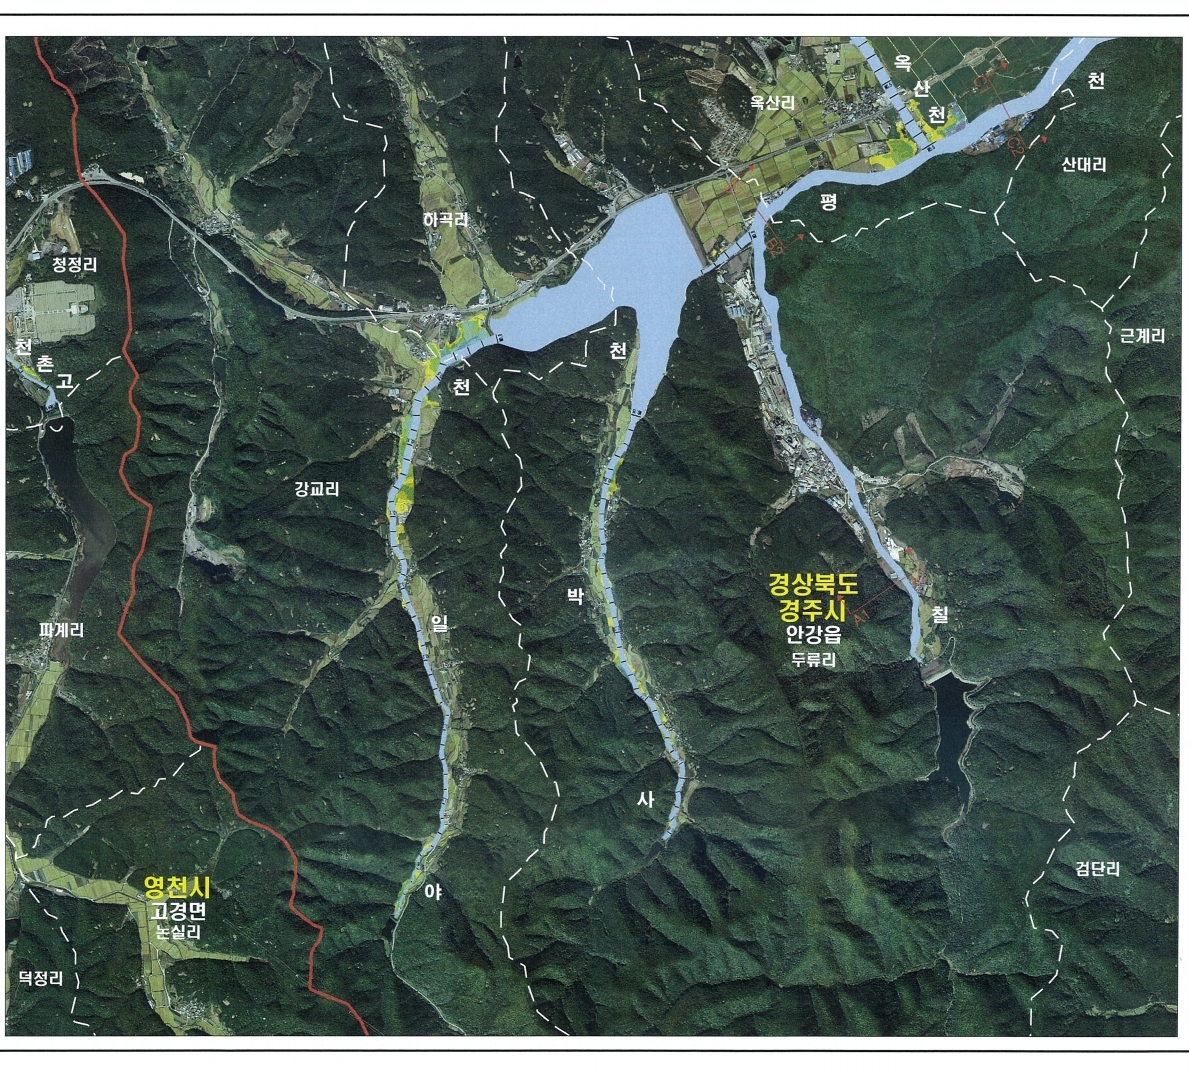 옥
산
천
천
옥산리
산대리
평
하곡리
청정리
천
촌
고
천
천
근계리
강교리
박
일
경상북도
경주시
안강읍
두류리
칠
파계리
사
검단리
영천시
고경면
논실리
야
덕정리